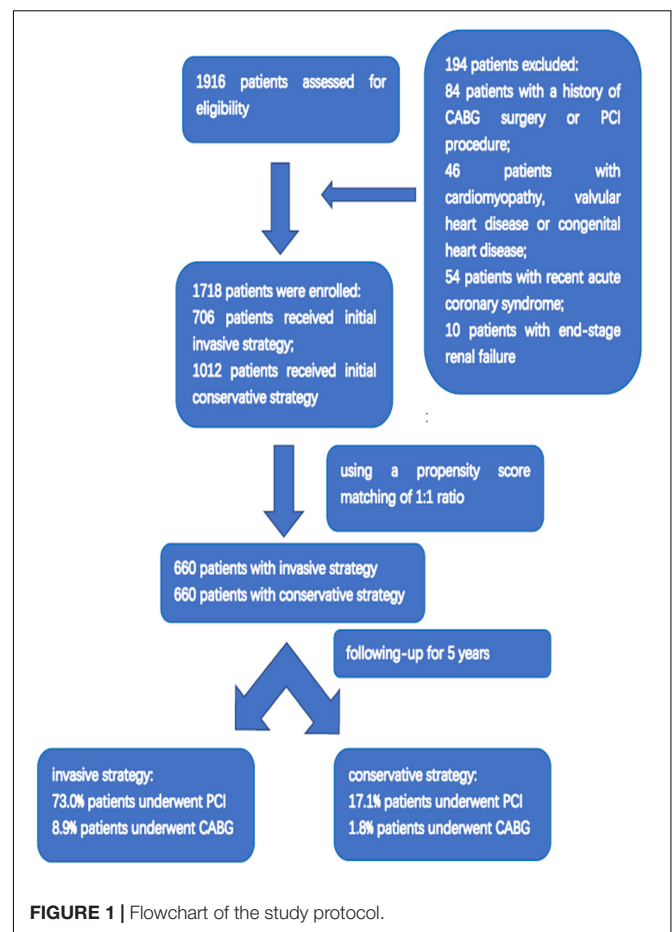 1916 patients assessed for
eligibility
194 patients excluded:
84 patients with a history of
CABG surgery or PCI
procedure;
46 patients with
cardiomyopathy, valvular
heart disease or congenital
heart disease;
54 patients with recent acute
coronary syndrome;
10 patients with end-stage
renal failure
1718 patients were enrolled:
706 patients received initial
invasive strategy;
1012 patients received initial
conservative strategy
:
using a propensity score
matching of 1:1 ratio
660 patients with invasive strategy
660 patients with conservative strategy
following-up for 5 years
invasive strategy:
73.0% patients underwent PCI
8.9% patients underwent CABG
conservative strategy:
17.1% patients underwent PCI
1.8% patients underwent CABG
FIGURE 1 | Flowchart of the study protocol.